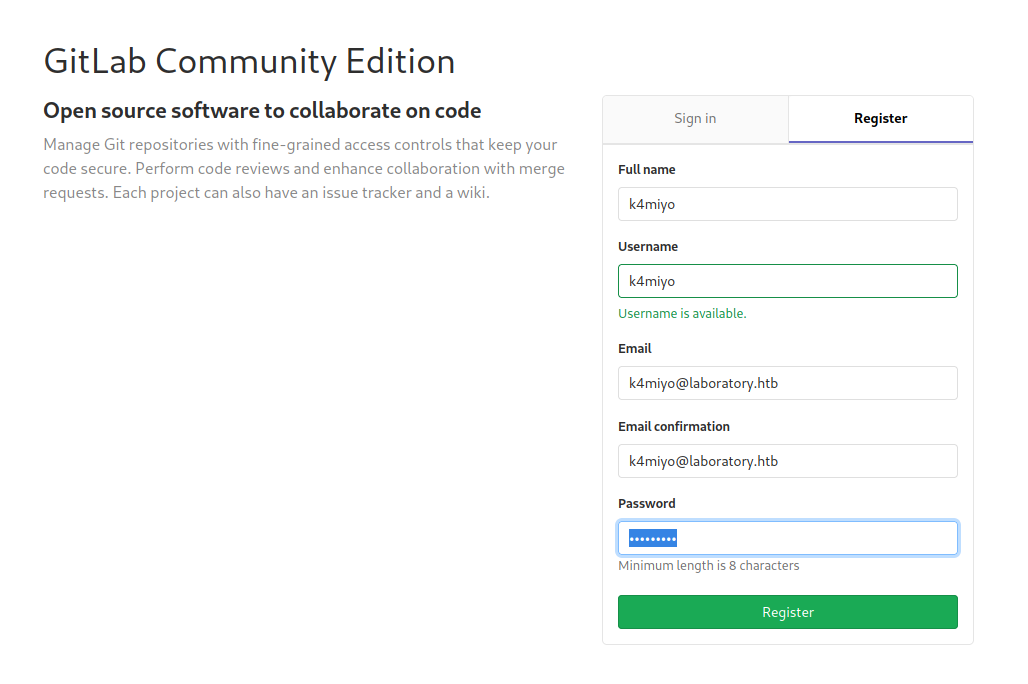 GitLab Community Edition
Open source software to collaborate on code
Manage Git repositories with fine-grained access controls that keep your
code secure. Perform code reviews and enhance collaboration with merge
requests. Each project can also have an issue tracker and a wiki.
Sign in
Register
Full name
k4miyo
Username
k4miyo
Username is available.
Email
k4miyo@laboratory.htb
Email confirmation
k4miyo@laboratory.htb
Password
•••••••••
Minimum length is 8 characters
Register